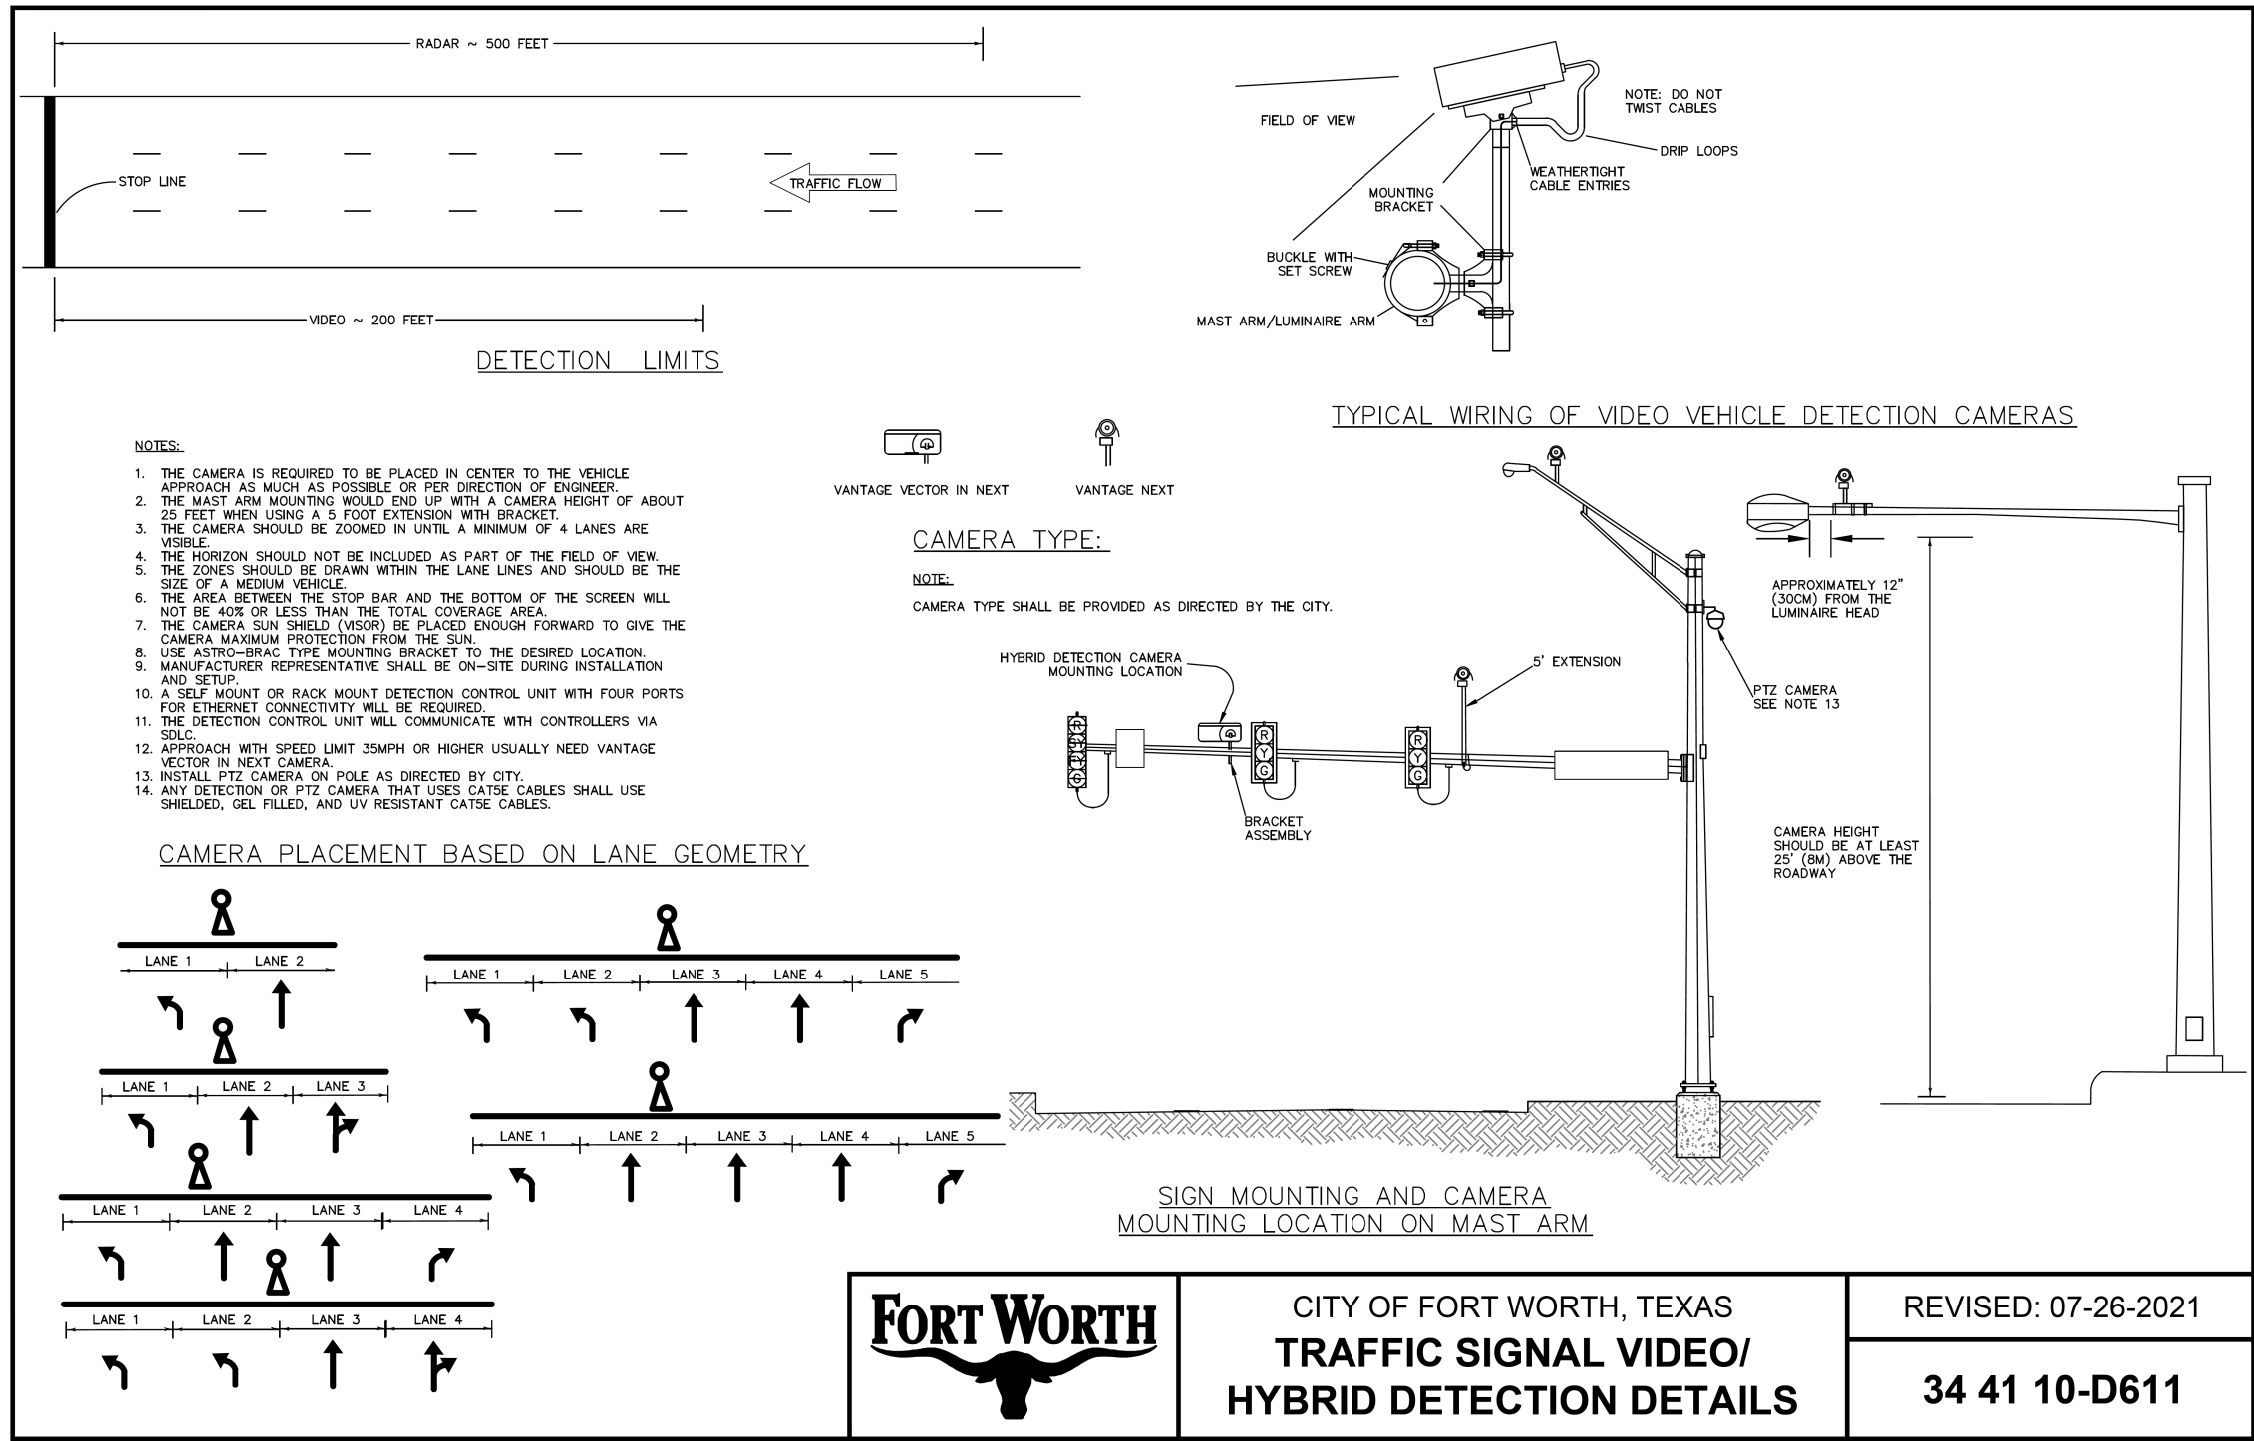 RADAR ~ 500 FEET
STOP LINE
TRAFFIC FLOW
VIDEO ~ 200 FEET
DETECTION LIMITS
FIELD OF VIEW
NOTE: DO NOT
TWIST CABLES
DRIP LOOPS
WEATHERTIGHT
CABLE ENTRIES
MOUNTING
BRACKET
BUCKLE WITH
SET SCREW
MAST ARM/LUMINAIRE ARM
TYPICAL WIRING OF VIDEO VEHICLE DETECTION CAMERAS
NOTES:
1. THE CAMERA IS REQUIRED TO BE PLACED IN CENTER TO THE VEHICLE
APPROACH AS MUCH AS POSSIBLE OR PER DIRECTION OF ENGINEER.
2. THE MAST ARM MOUNTING WOULD END UP WITH A CAMERA HEIGHT OF ABOUT
25 FEET WHEN USING A 5 FOOT EXTENSION WITH BRACKET.
3. THE CAMERA SHOULD BE ZOOMED IN UNTIL A MINIMUM OF 4 LANES ARE
VISIBLE.
4. THE HORIZON SHOULD NOT BE INCLUDED AS PART OF THE FIELD OF VIEW.
5. THE ZONES SHOULD BE DRAWN WITHIN THE LANE LINES AND SHOULD BE THE
SIZE OF A MEDIUM VEHICLE.
6. THE AREA BETWEEN THE STOP BAR AND THE BOTTOM OF THE SCREEN WILL
NOT BE 40% OR LESS THAN THE TOTAL COVERAGE AREA.
7. THE CAMERA SUN SHIELD (VISOR) BE PLACED ENOUGH FORWARD TO GIVE THE
CAMERA MAXIMUM PROTECTION FROM THE SUN.
8. USE ASTRO-BRAC TYPE MOUNTING BRACKET TO THE DESIRED LOCATION.
9. MANUFACTURER REPRESENTATIVE SHALL BE ON-SITE DURING INSTALLATION
AND SETUP.
10. A SELF MOUNT OR RACK MOUNT DETECTION CONTROL UNIT WITH FOUR PORTS
FOR ETHERNET CONNECTIVITY WILL BE REQUIRED.
11. THE DETECTION CONTROL UNIT WILL COMMUNICATE WITH CONTROLLERS VIA
SDLC.
12. APPROACH WITH SPEED LIMIT 35MPH OR HIGHER USUALLY NEED VANTAGE
VECTOR IN NEXT CAMERA.
13. INSTALL PTZ CAMERA ON POLE AS DIRECTED BY CITY.
14. ANY DETECTION OR PTZ CAMERA THAT USES CAT5E CABLES SHALL USE
SHIELDED, GEL FILLED, AND UV RESISTANT CAT5E CABLES.
VANTAGE VECTOR IN NEXT
VANTAGE NEXT
CAMERA TYPE:
NOTE:
CAMERA TYPE SHALL BE PROVIDED AS DIRECTED BY THE CITY.
HYBRID DETECTION CAMERA
MOUNTING LOCATION
5' EXTENSION
R
G
R
Y
G
R
Y
G
BRACKET
ASSEMBLY
PTZ CAMERA
SEE NOTE 13
APPROXIMATELY 12"
(30CM) FROM THE
LUMINAIRE HEAD
CAMERA HEIGHT
SHOULD BE AT LEAST
25' (8M) ABOVE THE
ROADWAY
SIGN MOUNTING AND CAMERA
MOUNTING LOCATION ON MAST ARM
CAMERA PLACEMENT BASED ON LANE GEOMETRY
LANE 1 LANE 2
LANE 1 LANE 2 LANE 3
LANE 1 LANE 2 LANE 3 LANE 4
LANE 1 LANE 2 LANE 3 LANE 4
LANE 1 LANE 2 LANE 3 LANE 4 LANE 5
LANE 1 LANE 2 LANE 3 LANE 4 LANE 5
FORT WORTH
CITY OF FORT WORTH, TEXAS
TRAFFIC SIGNAL VIDEO/
HYBRID DETECTION DETAILS
REVISED: 07-26-2021
34 41 10-D611